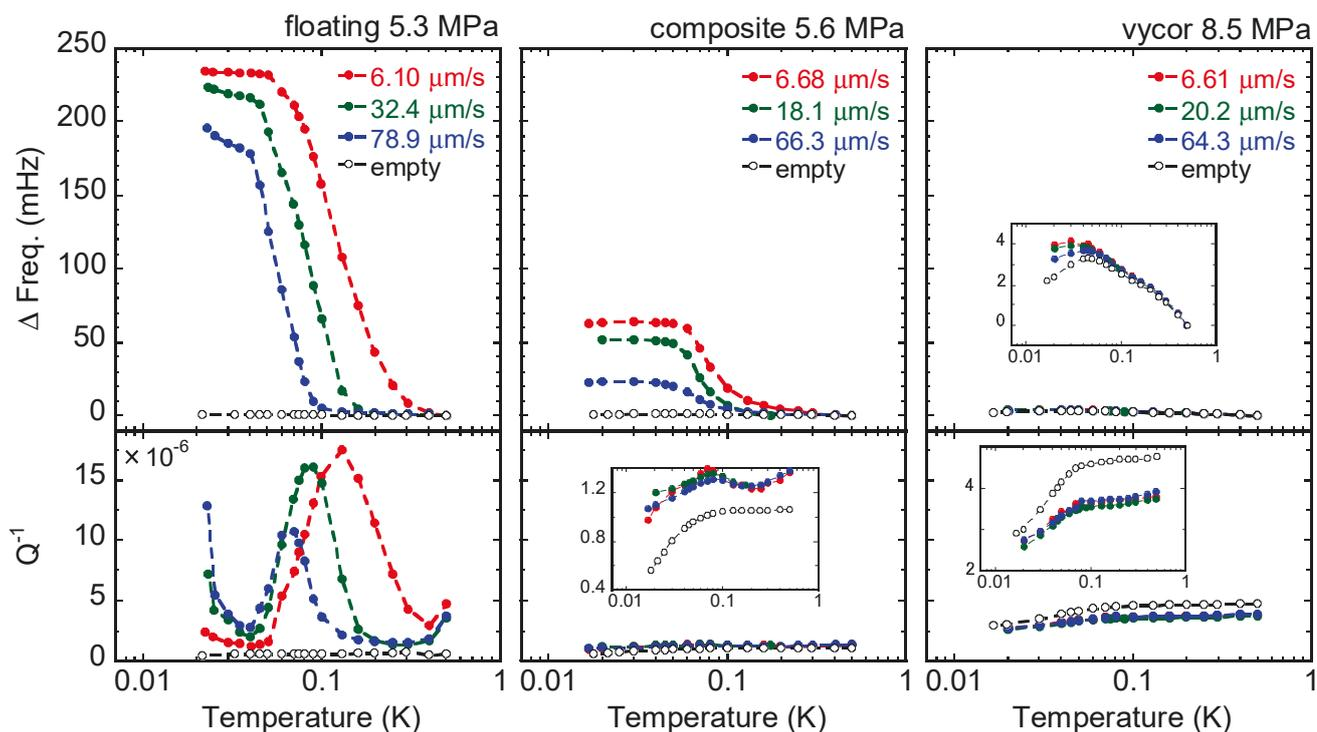 floating 5.3 MPa
composite 5.6 MPa
vycor 8.5 MPa
250
200
150
100
50
0
Δ Freq. (mHz)
6.10 μm/s
32.4 μm/s
78.9 μm/s
empty
6.68 μm/s
18.1 μm/s
66.3 μm/s
empty
6.61 μm/s
20.2 μm/s
64.3 μm/s
empty
4
2
0
0.01 0.1 1
× 10⁻⁶
15
10
5
0
Q⁻¹
1.2
0.8
0.4
0.01 0.1 1
4
2
0.01 0.1 1
0.01 0.1 1
0.01 0.1 1
0.01 0.1 1
Temperature (K)
Temperature (K)
Temperature (K)